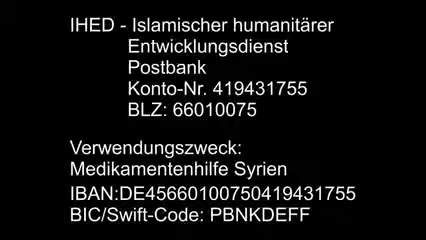 IHED - Islamischer humanitärer
Entwicklungsdienst
Postbank
Konto-Nr. 419431755
BLZ: 66010075
Verwendungszweck:
Medikamentenhilfe Syrien
IBAN:DE45660100750419431755
BIC/Swift-Code: PBNKDEFF